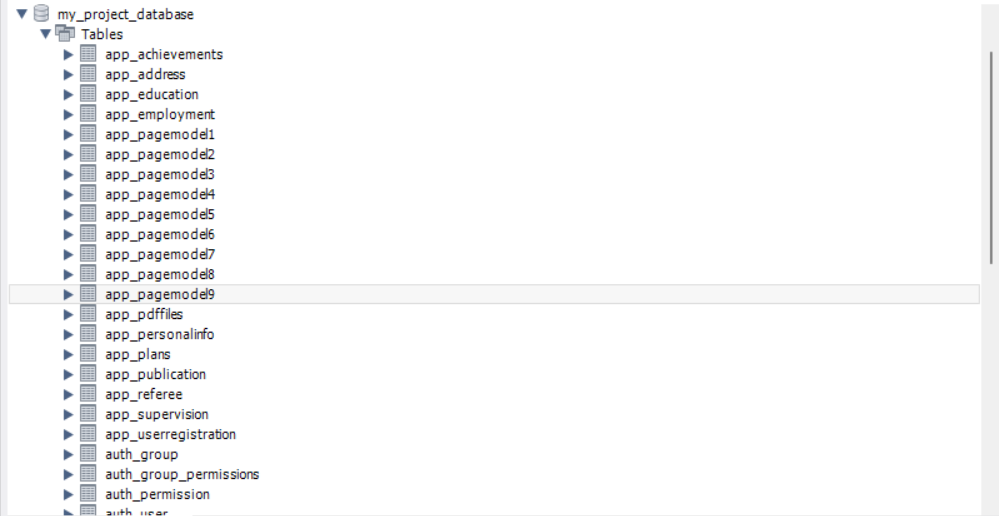 my_project_database
Tables
app_achievements
app_address
app_education
app_employment
app_pagemodel1
app_pagemodel2
app_pagemodel3
app_pagemodel4
app_pagemodel5
app_pagemodel6
app_pagemodel7
app_pagemodel8
app_pagemodel9
app_pdffiles
app_personalinfo
app_plans
app_publication
app_referee
app_supervision
app_userregistration
auth_group
auth_group_permissions
auth_permission
auth_user